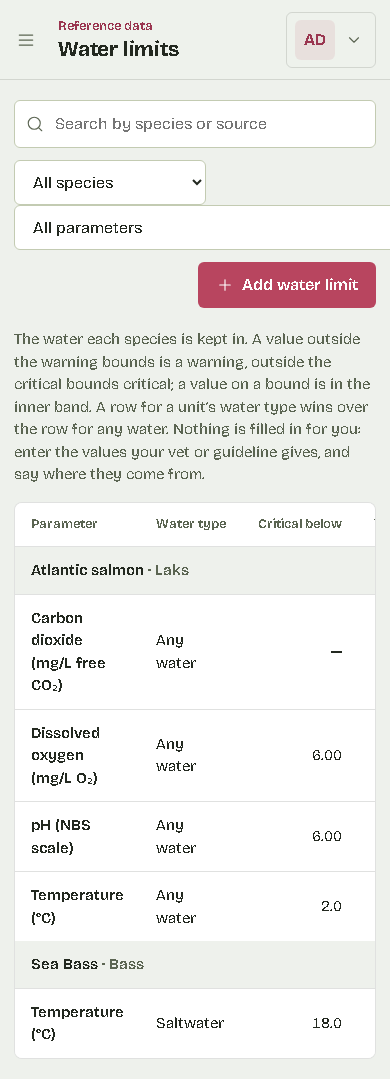 Reference data
Water limits
AD
Search by species or source
All species
All parameters
Add water limit
The water each species is kept in. A value outside
the warning bounds is a warning, outside the
critical bounds critical; a value on a bound is in the
inner band. A row for a unit's water type wins over
the row for any water. Nothing is filled in for you:
enter the values your vet or guideline gives, and
say where they come from.
Parameter Water type Critical below
Atlantic salmon · Laks
Carbon
dioxide
(mg/L free
CO₂)
Any
water
—
Dissolved
oxygen
(mg/L O₂)
Any
water
6.00
pH (NBS
scale)
Any
water
6.00
Temperature
(°C)
Any
water
2.0
Sea Bass · Bass
Temperature
(°C)
Saltwater
18.0